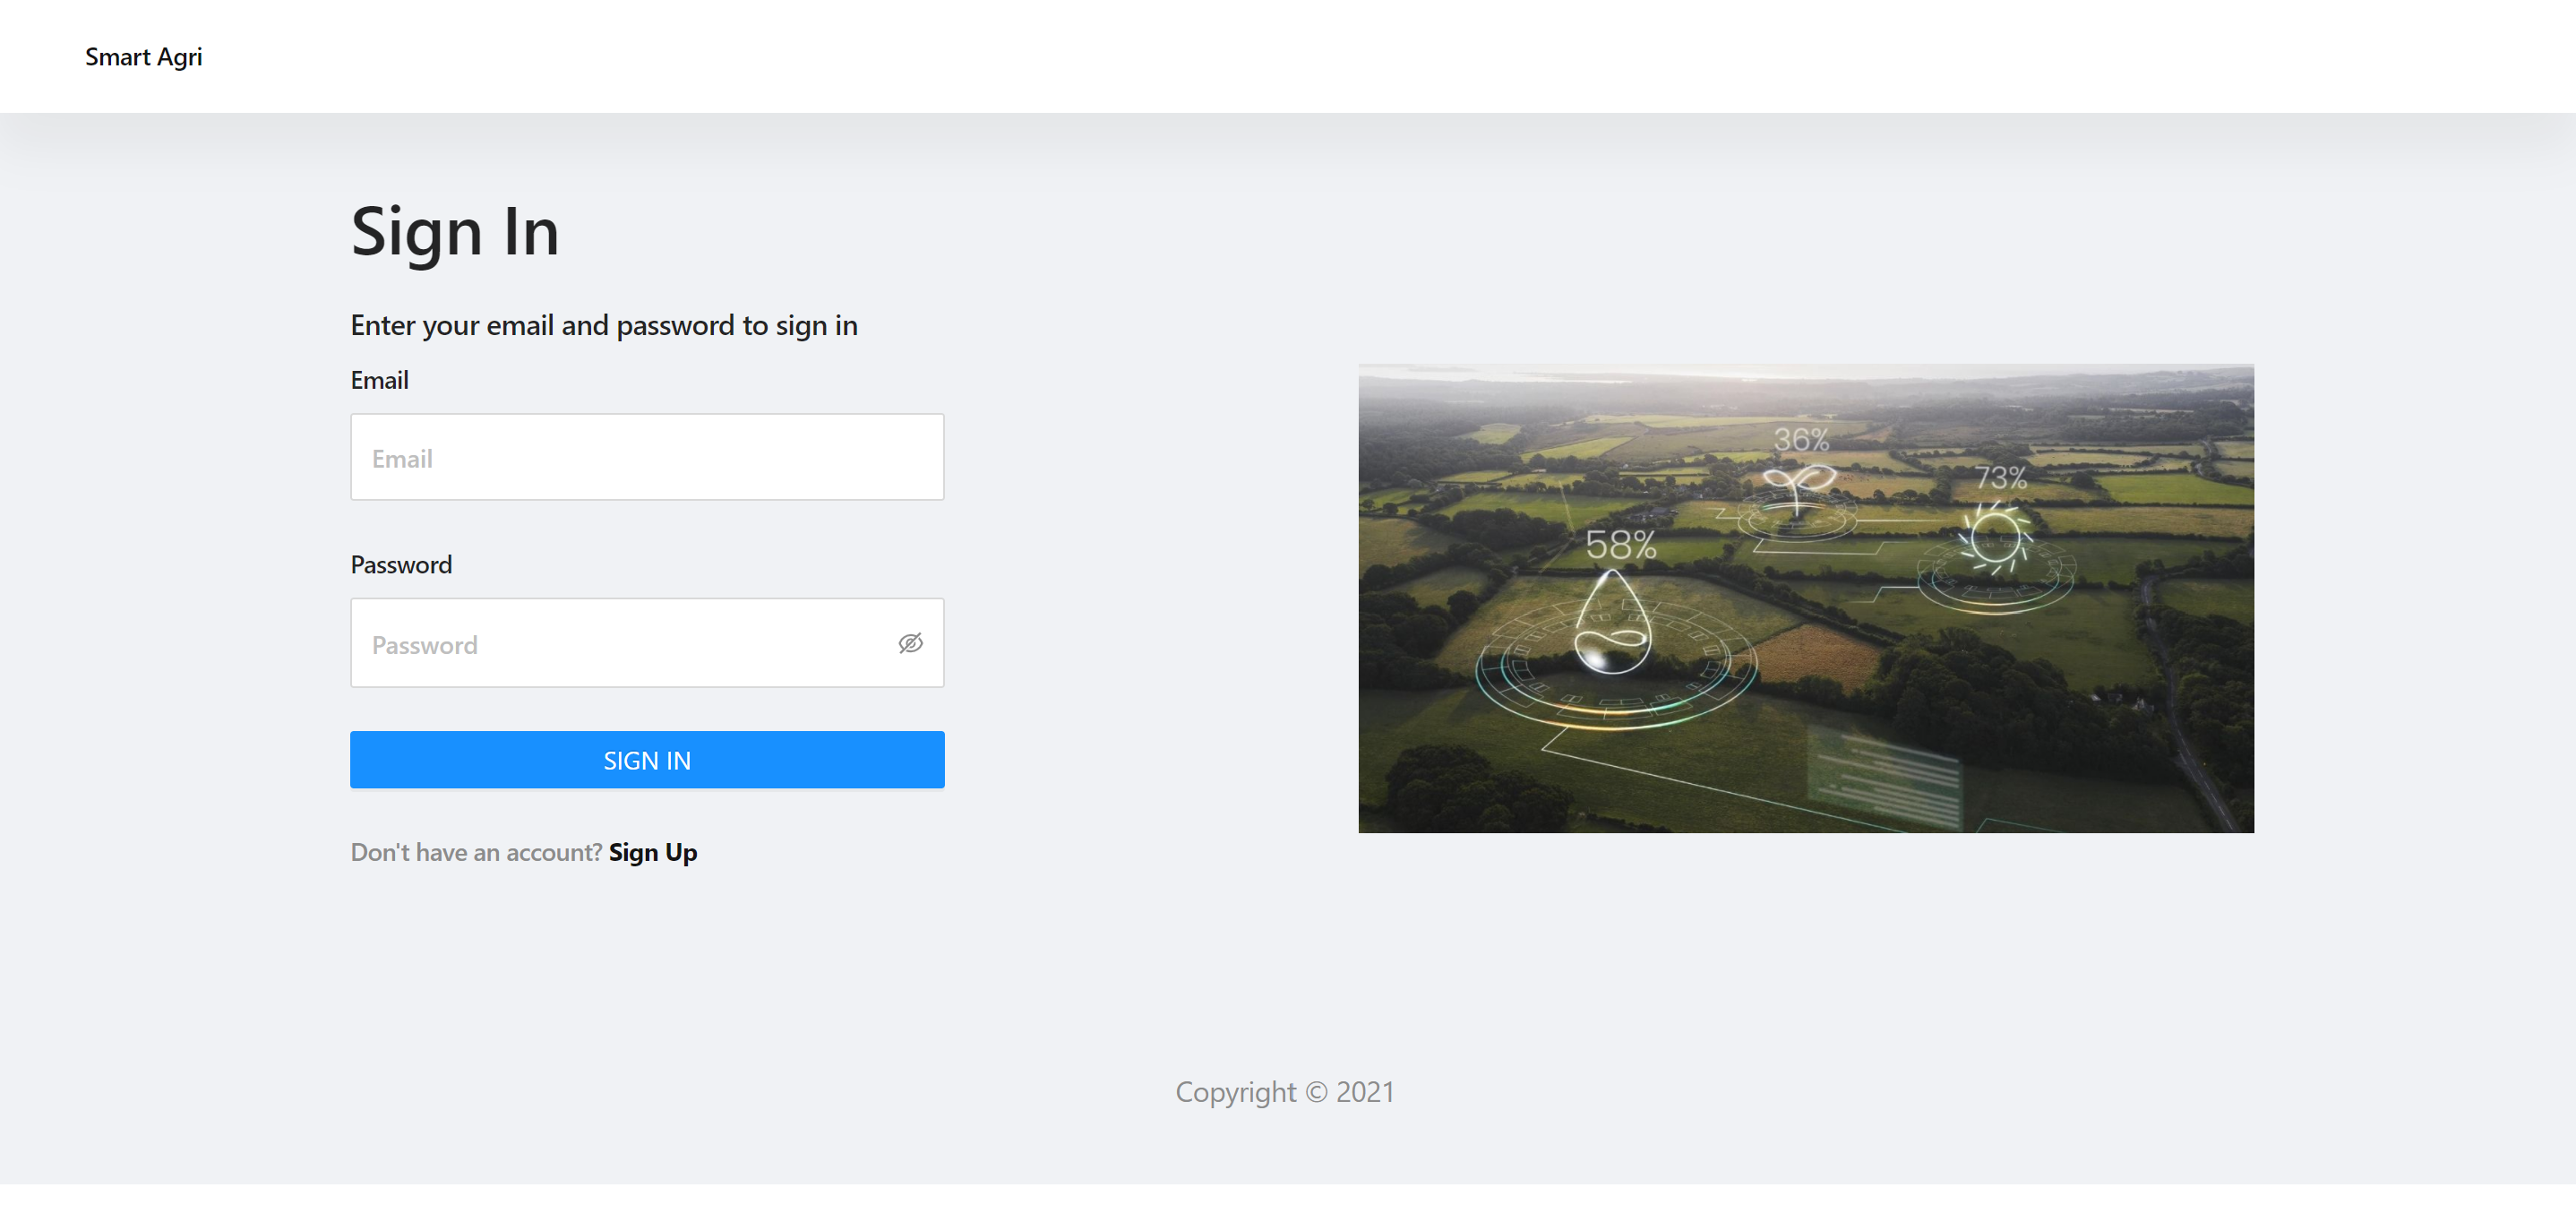 Smart Agri
Sign In
Enter your email and password to sign in
Email
Email
Password
Password
SIGN IN
Don't have an account? Sign Up
36%
73%
58%
Copyright © 2021